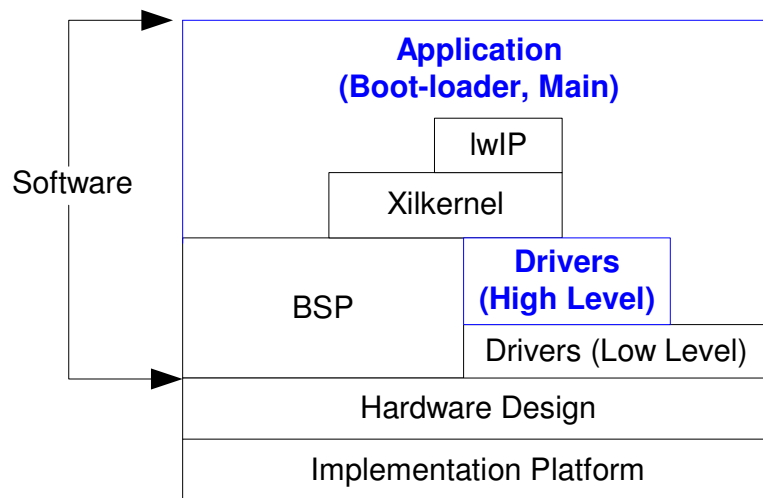 Application
(Boot-loader, Main)
lwIP
Software
Xilkernel
Drivers
(High Level)
BSP
Drivers (Low Level)
Hardware Design
Implementation Platform